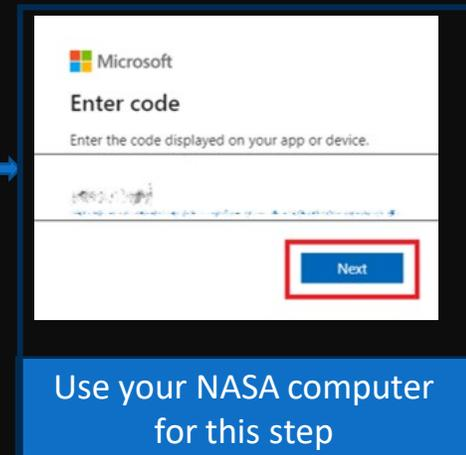 Microsoft
Enter code
Enter the code displayed on your app or device.
Next
Use your NASA computer
for this step